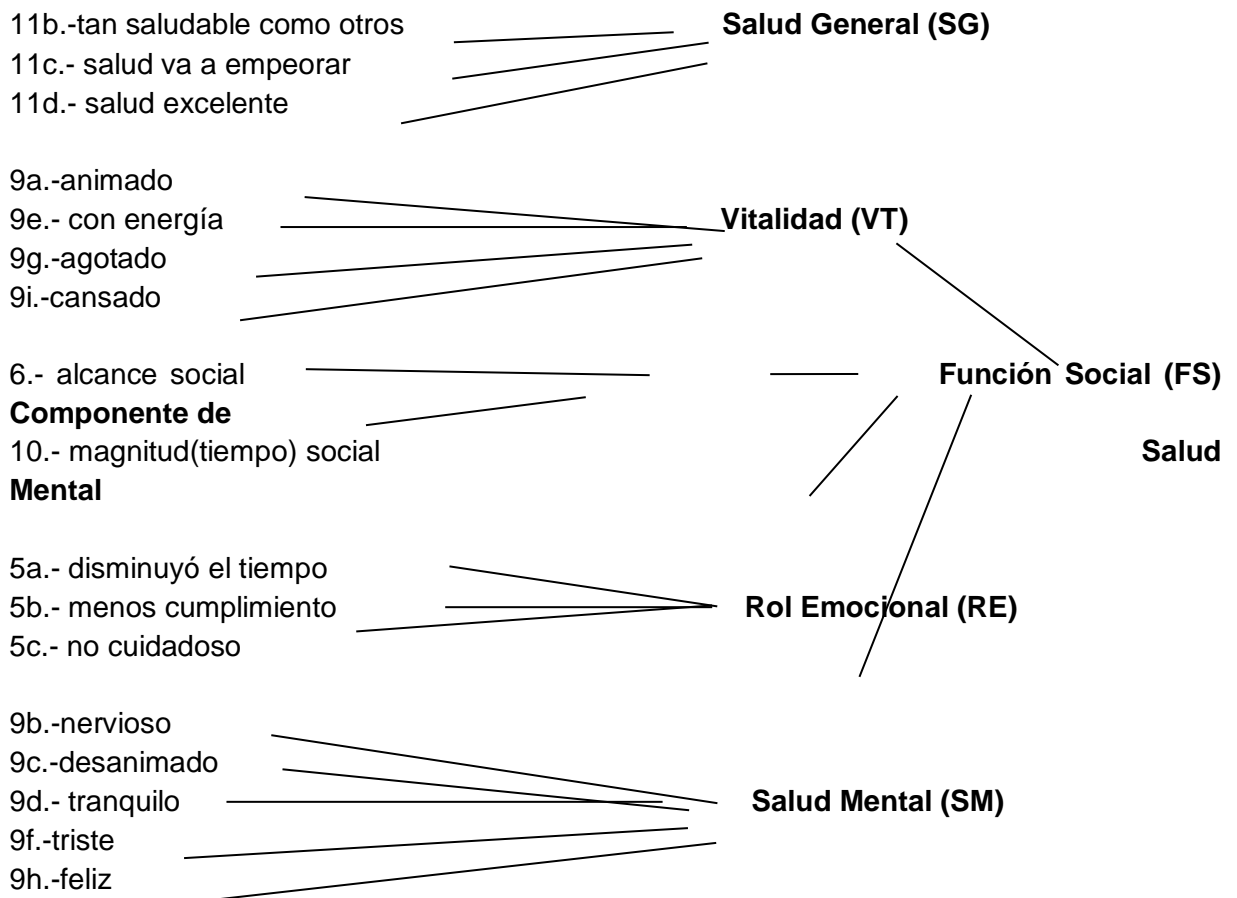 11b.-tan saludable como otros Salud General (SG)
11c.- salud va a empeorar
11d.- salud excelente
9a.-animado
9e.- con energía Vitalidad (VT)
9g.-agotado
9i.-cansado
6.- alcance social Función Social (FS)
Componente de
10.- magnitud(tiempo) social Salud
Mental
5a.- disminuyó el tiempo
5b.- menos cumplimiento Rol Emocional (RE)
5c.- no cuidadoso
9b.-nervioso
9c.-desanimado
9d.- tranquilo Salud Mental (SM)
9f.-triste
9h.-feliz